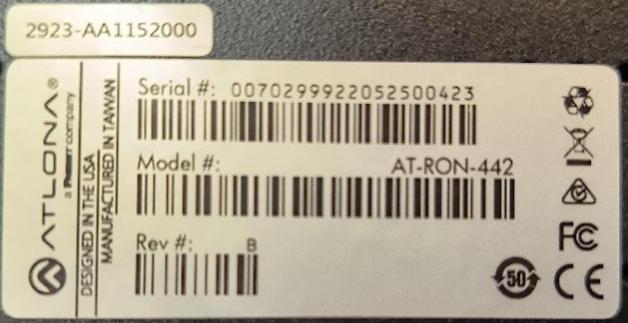 2923-AA1152000
ATLONA®
a Panduit company
DESIGNED IN THE USA
MANUFACTURED IN TAIWAN
Serial #: 0070299922052500423
Model #: AT-RON-442
Rev #: B
FC
50
CE